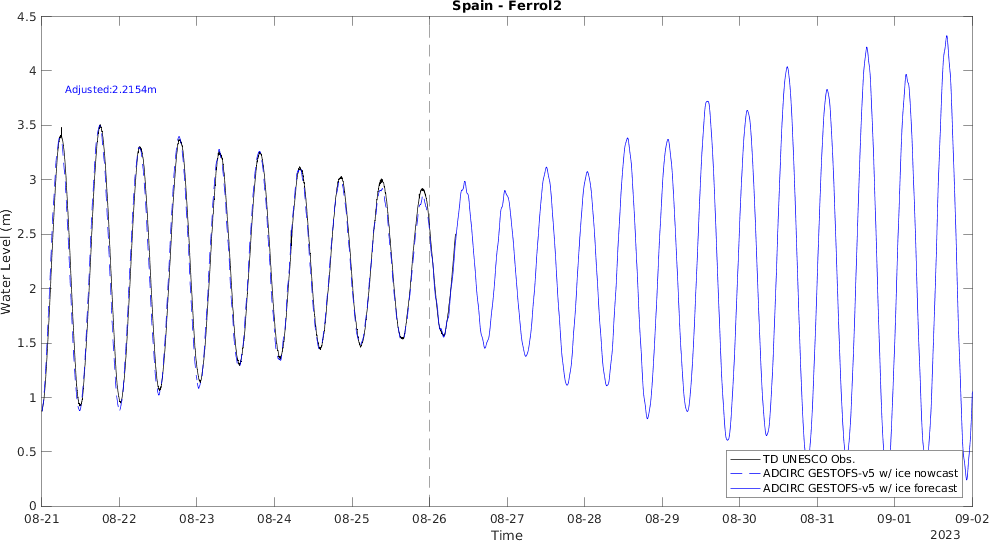 Spain - Ferrol2
4.5
4
3.5
3
2.5
2
1.5
1
0.5
0
Water Level (m)
Adjusted:2.2154m
TD UNESCO Obs.
ADCIRC GESTOFS-v5 w/ ice nowcast
ADCIRC GESTOFS-v5 w/ ice forecast
08-21 08-22 08-23 08-24 08-25 08-26 08-27 08-28 08-29 08-30 08-31 09-01 09-02
Time
2023